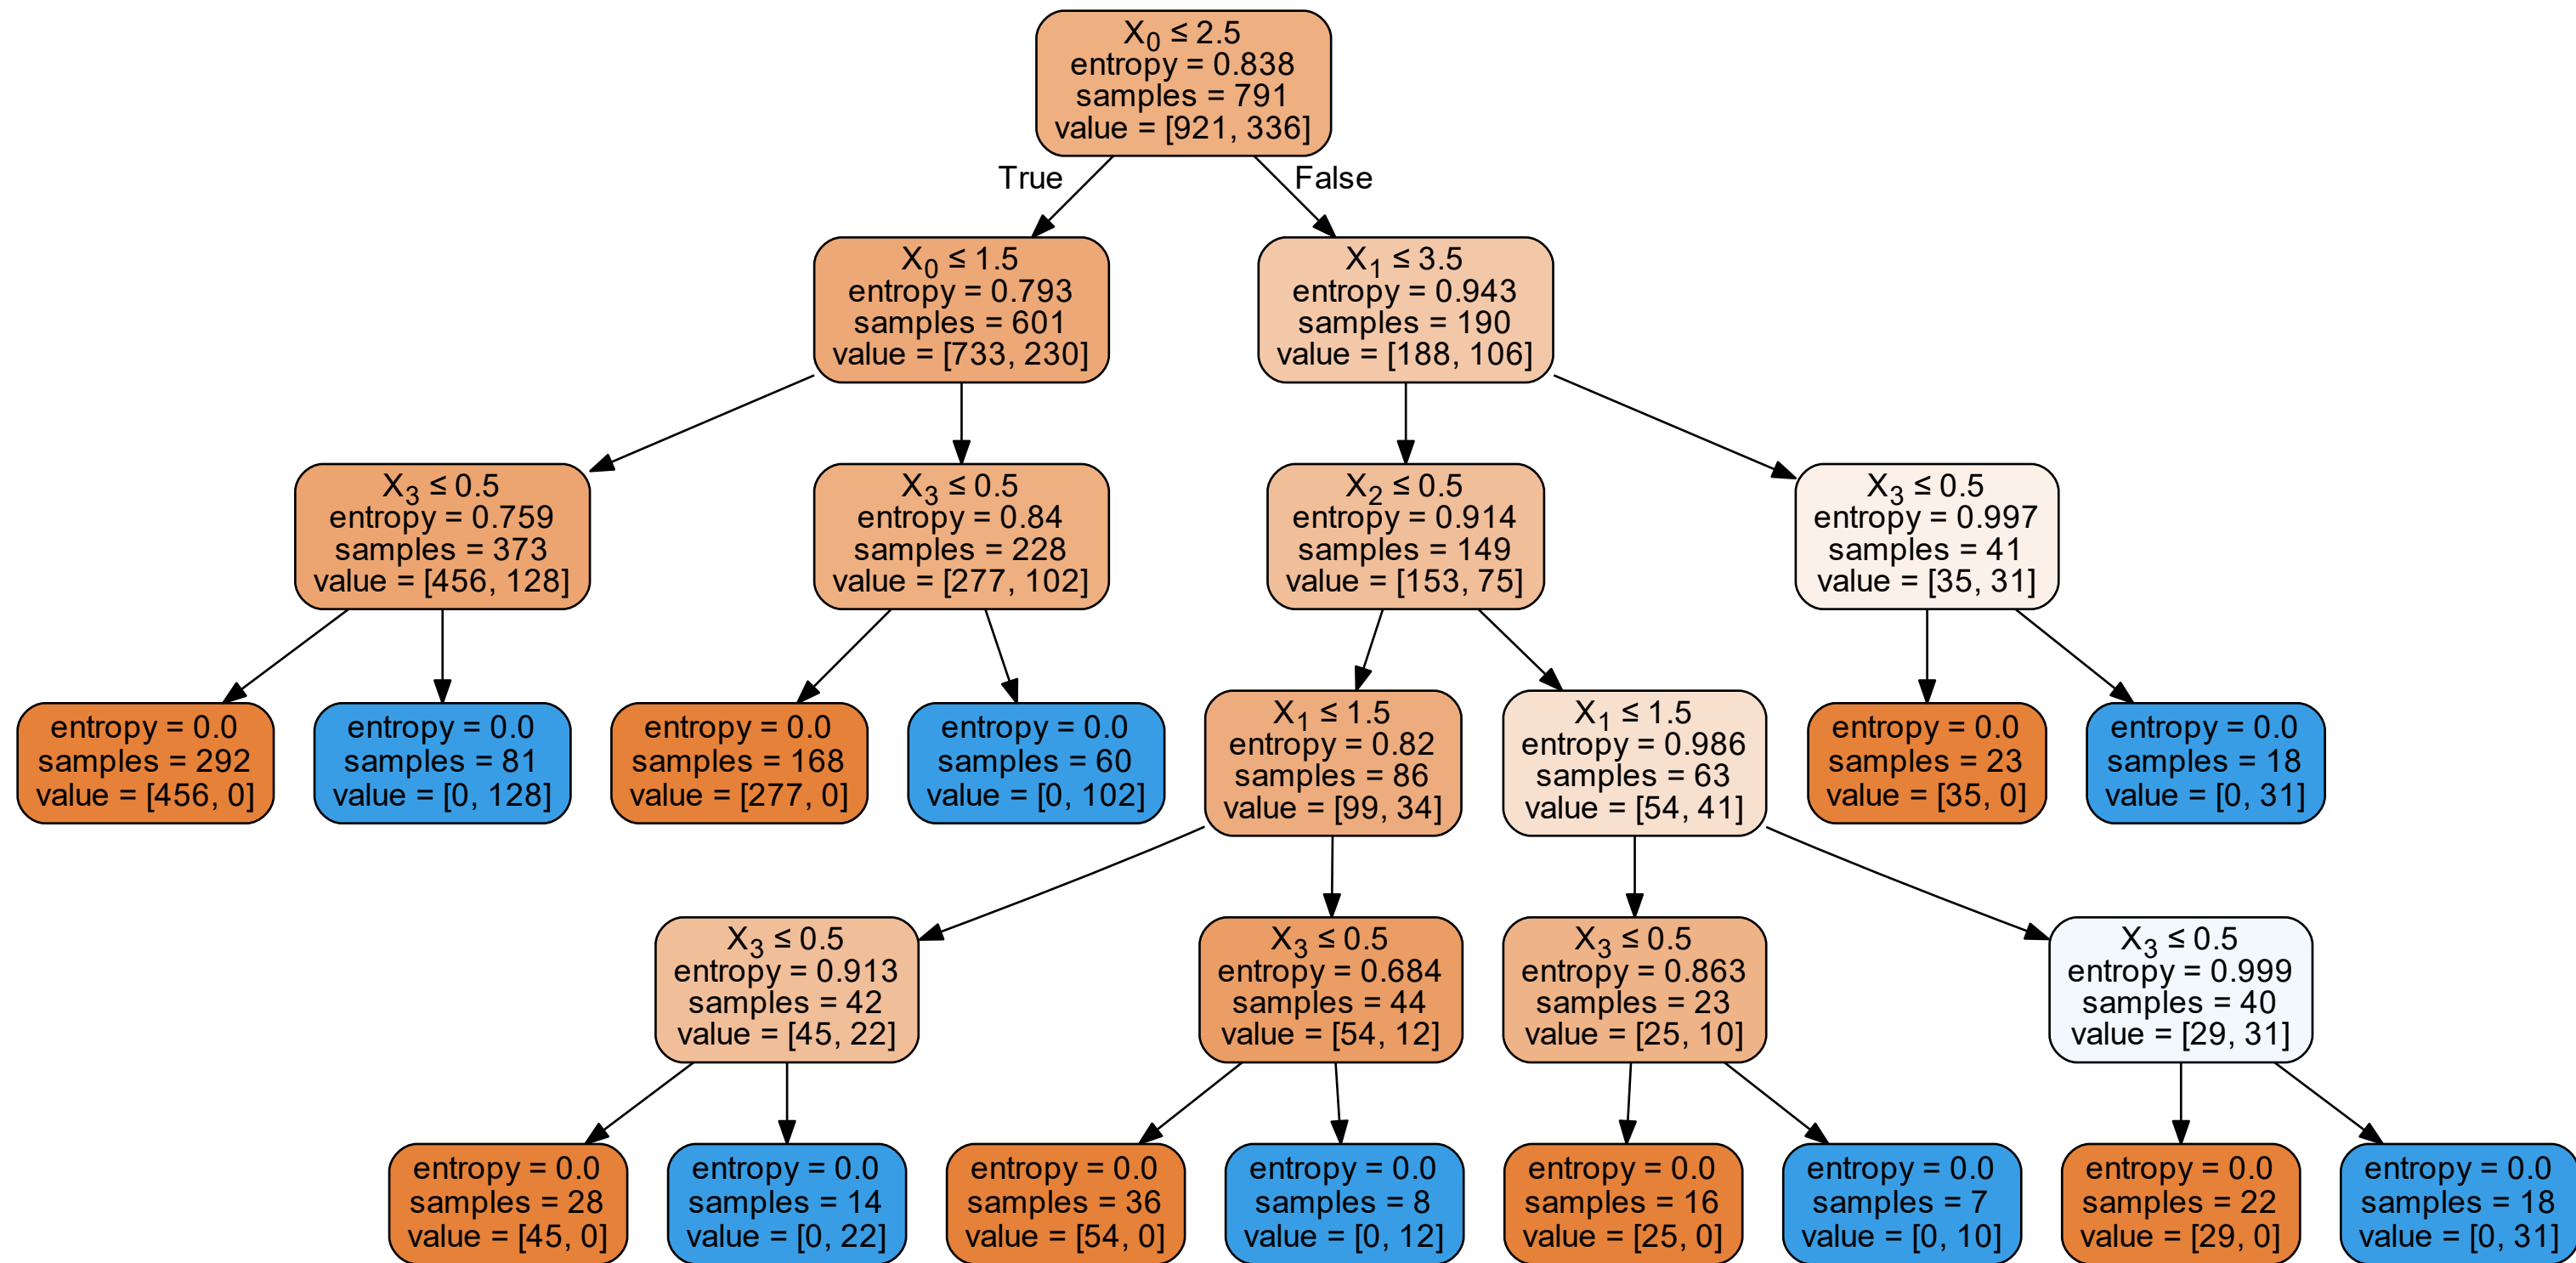 X0 ≤ 2.5
entropy = 0.838
samples = 791
value = [921, 336]
True
False
X0 ≤ 1.5
entropy = 0.793
samples = 601
value = [733, 230]
X1 ≤ 3.5
entropy = 0.943
samples = 190
value = [188, 106]
X3 ≤ 0.5
entropy = 0.759
samples = 373
value = [456, 128]
X3 ≤ 0.5
entropy = 0.84
samples = 228
value = [277, 102]
X2 ≤ 0.5
entropy = 0.914
samples = 149
value = [153, 75]
X3 ≤ 0.5
entropy = 0.997
samples = 41
value = [35, 31]
entropy = 0.0
samples = 292
value = [456, 0]
entropy = 0.0
samples = 81
value = [0, 128]
entropy = 0.0
samples = 168
value = [277, 0]
entropy = 0.0
samples = 60
value = [0, 102]
X1 ≤ 1.5
entropy = 0.82
samples = 86
value = [99, 34]
X1 ≤ 1.5
entropy = 0.986
samples = 63
value = [54, 41]
entropy = 0.0
samples = 23
value = [35, 0]
entropy = 0.0
samples = 18
value = [0, 31]
X3 ≤ 0.5
entropy = 0.913
samples = 42
value = [45, 22]
X3 ≤ 0.5
entropy = 0.684
samples = 44
value = [54, 12]
X3 ≤ 0.5
entropy = 0.863
samples = 23
value = [25, 10]
X3 ≤ 0.5
entropy = 0.999
samples = 40
value = [29, 31]
entropy = 0.0
samples = 28
value = [45, 0]
entropy = 0.0
samples = 14
value = [0, 22]
entropy = 0.0
samples = 36
value = [54, 0]
entropy = 0.0
samples = 8
value = [0, 12]
entropy = 0.0
samples = 16
value = [25, 0]
entropy = 0.0
samples = 7
value = [0, 10]
entropy = 0.0
samples = 22
value = [29, 0]
entropy = 0.0
samples = 18
value = [0, 31]